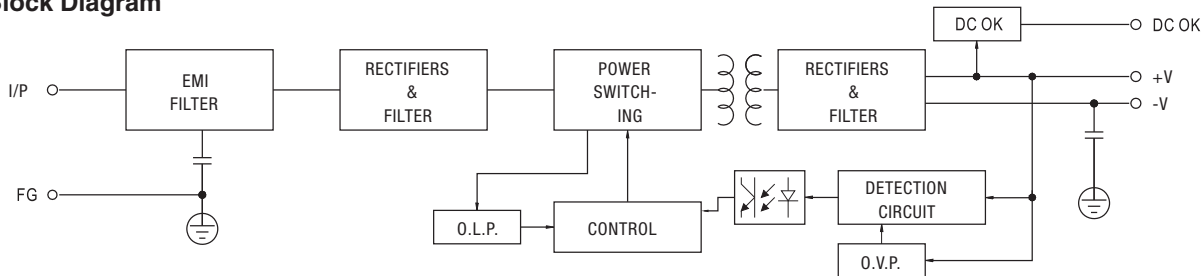 Block Diagram
DC OK
DC OK
I/P
EMI
FILTER
RECTIFIERS
&
FILTER
POWER
SWITCH-
ING
RECTIFIERS
&
FILTER
+V
-V
FG
O.L.P.
CONTROL
DETECTION
CIRCUIT
O.V.P.